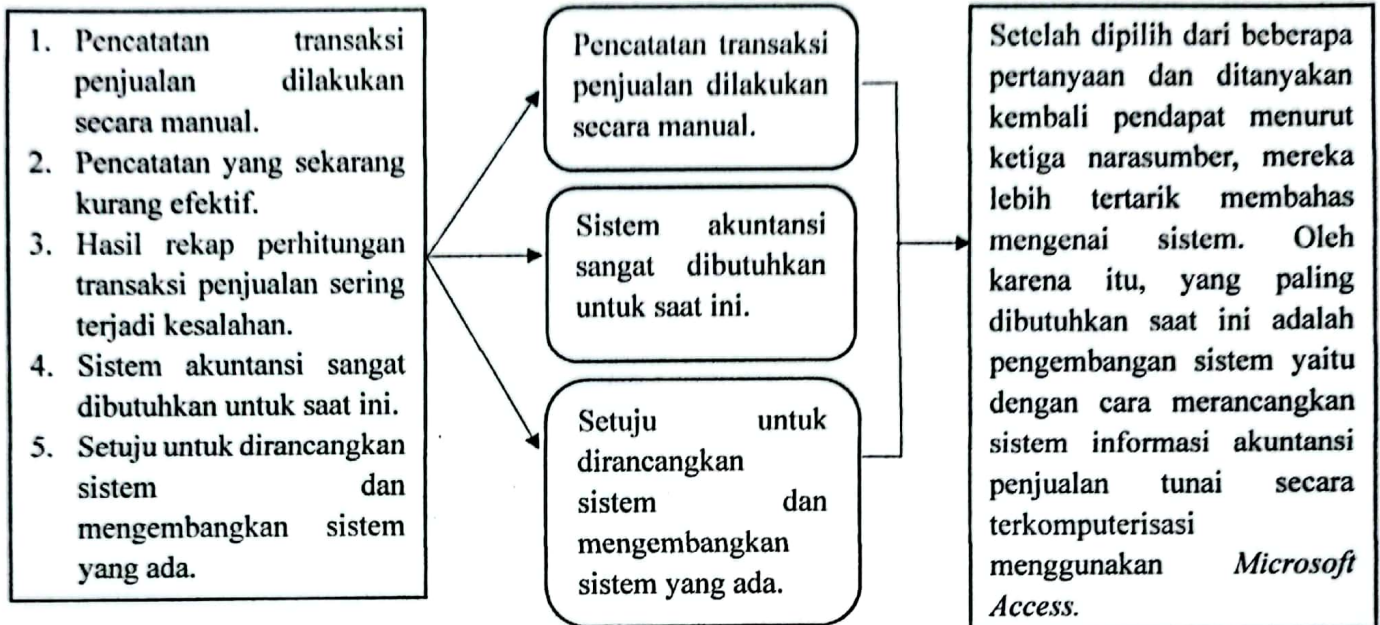 1. Pencatatan transaksi
penjualan dilakukan
secara manual.
2. Pencatatan yang sekarang
kurang efektif.
3. Hasil rekap perhitungan
transaksi penjualan sering
terjadi kesalahan.
4. Sistem akuntansi sangat
dibutuhkan untuk saat ini.
5. Setuju untuk dirancangkan
sistem dan
mengembangkan sistem
yang ada.
Pencatatan transaksi
penjualan dilakukan
secara manual.
Sistem akuntansi
sangat dibutuhkan
untuk saat ini.
Setuju untuk
dirancangkan
sistem dan
mengembangkan
sistem yang ada.
Setelah dipilih dari beberapa
pertanyaan dan ditanyakan
kembali pendapat menurut
ketiga narasumber, mereka
lebih tertarik membahas
mengenai sistem. Oleh
karena itu, yang paling
dibutuhkan saat ini adalah
pengembangan sistem yaitu
dengan cara merancangkan
sistem informasi akuntansi
penjualan tunai secara
terkomputerisasi
menggunakan Microsoft
Access.